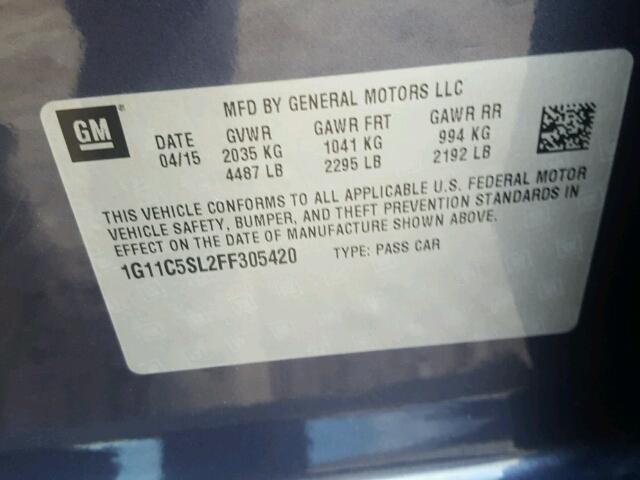 GM
MFD BY GENERAL MOTORS LLC
DATE GVWR GAWR FRT GAWR RR
04/15 2035 KG 1041 KG 994 KG
4487 LB 2295 LB 2192 LB
THIS VEHICLE CONFORMS TO ALL APPLICABLE U.S. FEDERAL MOTOR
VEHICLE SAFETY, BUMPER, AND THEFT PREVENTION STANDARDS IN
EFFECT ON THE DATE OF MANUFACTURE SHOWN ABOVE.
1G11C5SL2FF305420 TYPE: PASS CAR